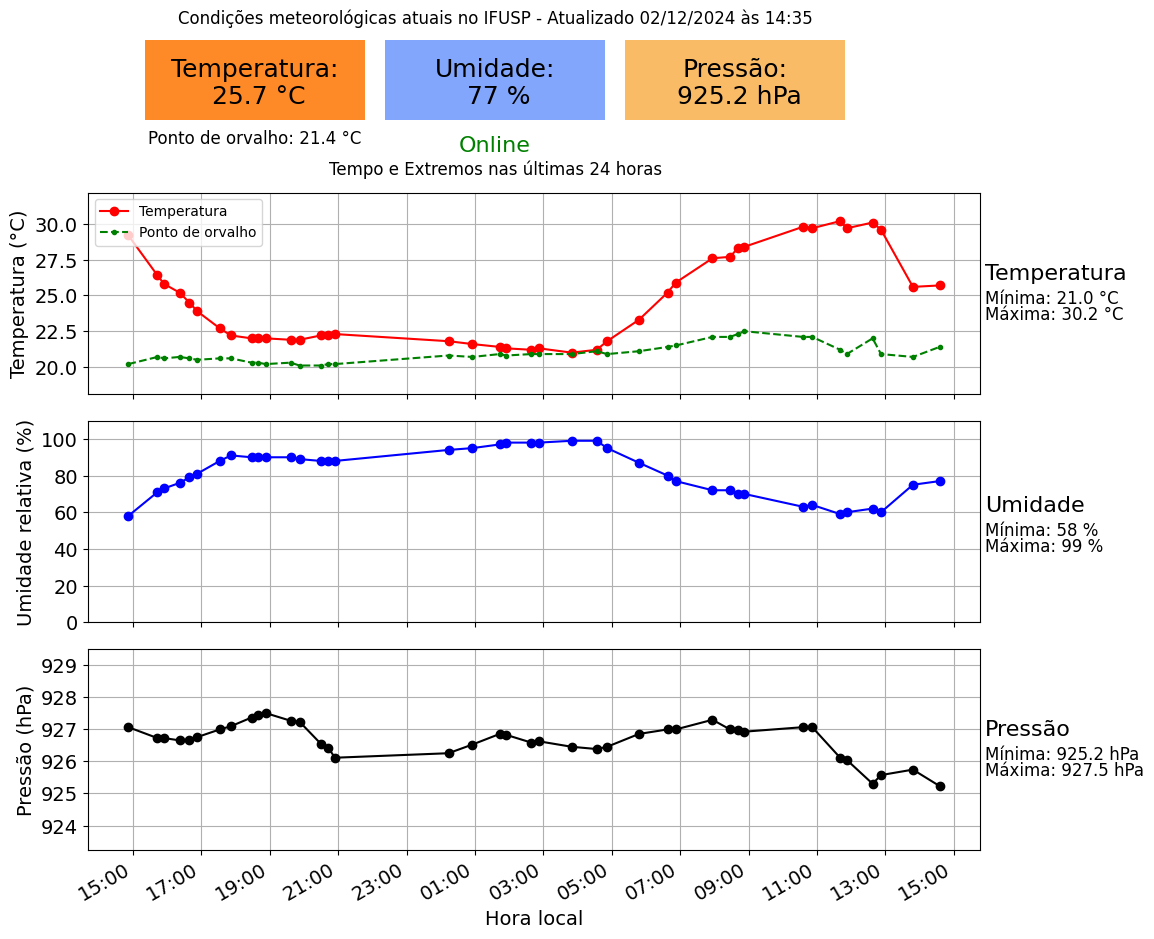 Condições meteorológicas atuais no IFUSP - Atualizado 02/12/2024 às 14:35
Temperatura:
25.7 °C
Umidade:
77 %
Pressão:
925.2 hPa
Ponto de orvalho: 21.4 °C
Online
Tempo e Extremos nas últimas 24 horas
Temperatura (°C)
30.0
27.5
25.0
22.5
20.0
Temperatura
Ponto de orvalho
Temperatura
Mínima: 21.0 °C
Máxima: 30.2 °C
Umidade relativa (%)
100
80
60
40
20
0
Umidade
Mínima: 58 %
Máxima: 99 %
Pressão (hPa)
929
928
927
926
925
924
Pressão
Mínima: 925.2 hPa
Máxima: 927.5 hPa
15:00 17:00 19:00 21:00 23:00 01:00 03:00 05:00 07:00 09:00 11:00 13:00 15:00
Hora local